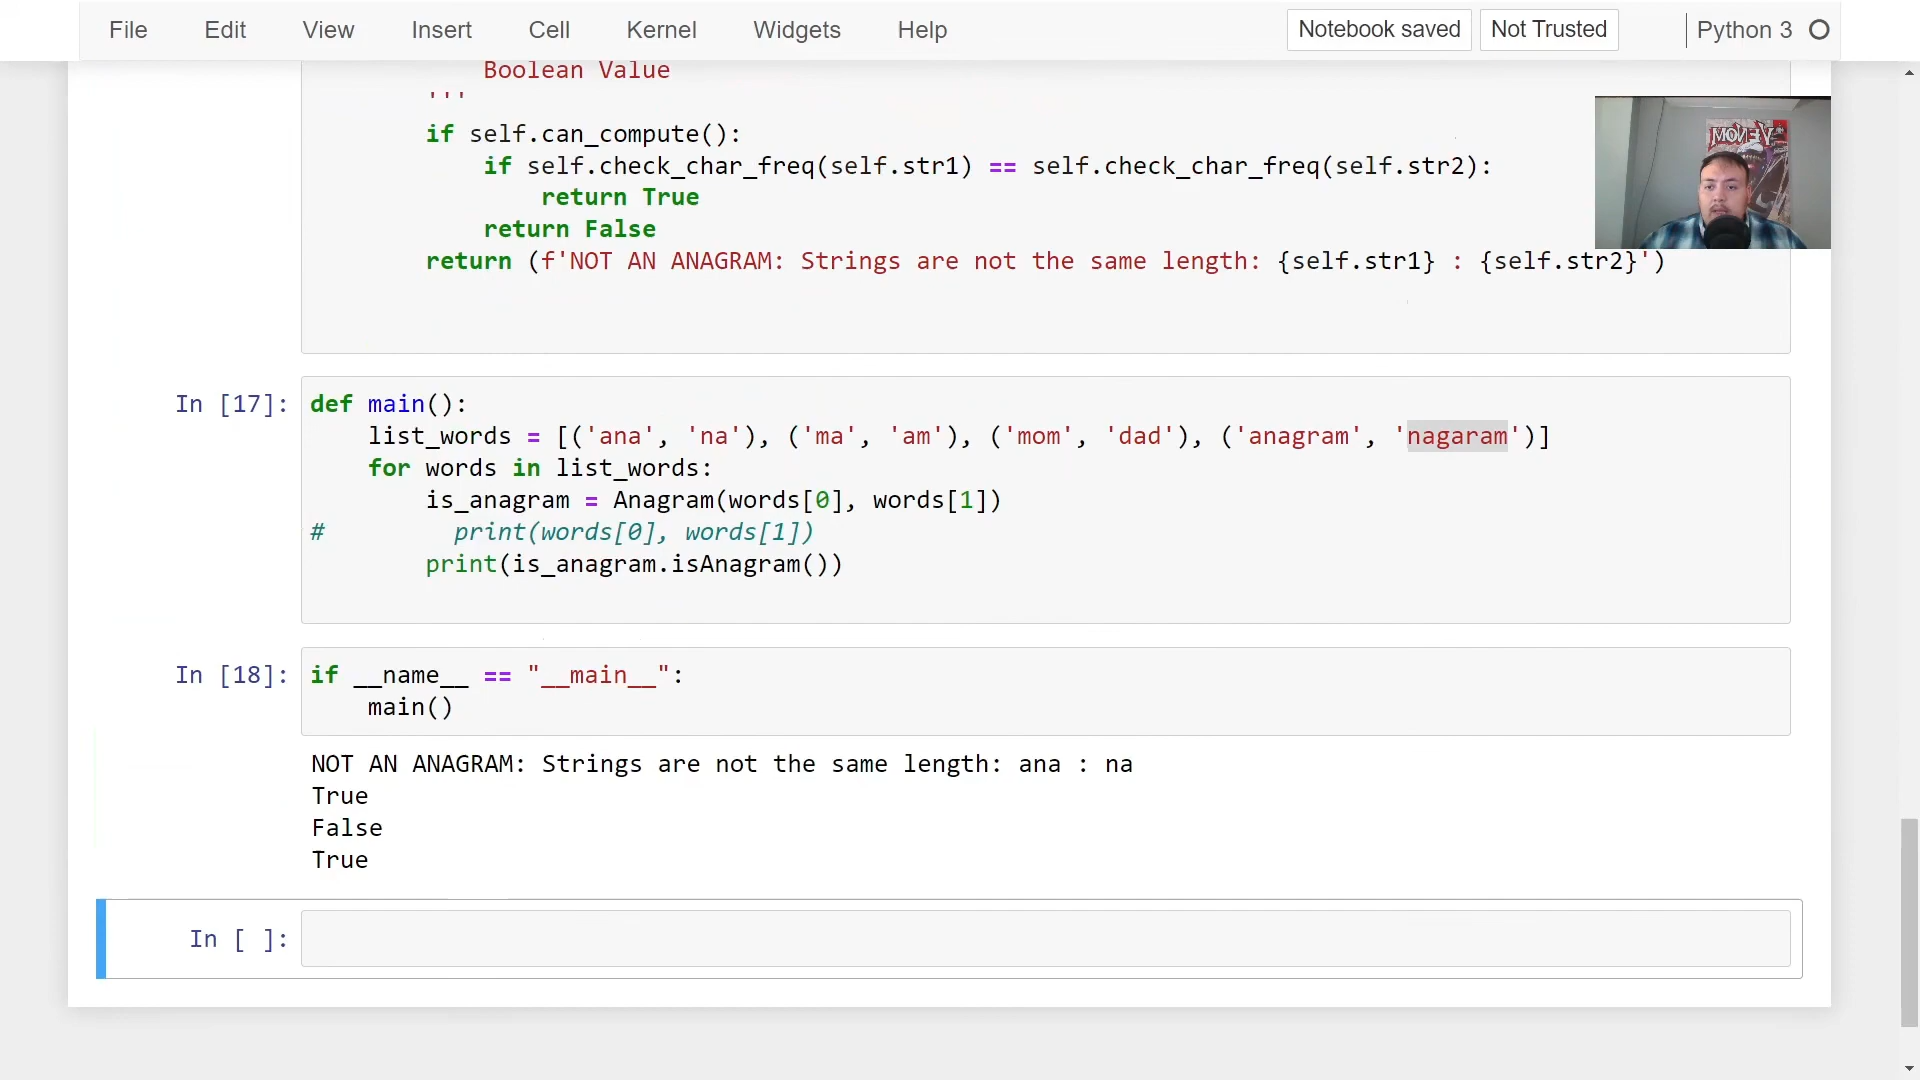 File Edit View Insert Cell Kernel Widgets Help Notebook saved Not Trusted Python 3
Boolean Value
'''
if self.can_compute():
if self.check_char_freq(self.str1) == self.check_char_freq(self.str2):
return True
return False
return (f'NOT AN ANAGRAM: Strings are not the same length: {self.str1} : {self.str2}')
In [17]:
def main():
list_words = [('ana', 'na'), ('ma', 'am'), ('mom', 'dad'), ('anagram', 'nagaram')]
for words in list_words:
is_anagram = Anagram(words[0], words[1])
# print(words[0], words[1])
print(is_anagram.isAnagram())
In [18]:
if __name__ == "__main__":
main()
NOT AN ANAGRAM: Strings are not the same length: ana : na
True
False
True
In [ ]: